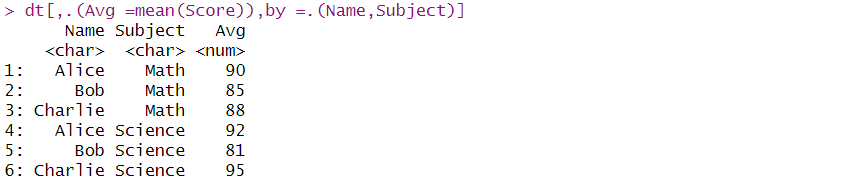 > dt[,.(Avg =mean(Score)),by =.(Name,Subject)]
      Name Subject   Avg
    <char>  <char> <num>
1:   Alice    Math    90
2:     Bob    Math    85
3: Charlie    Math    88
4:   Alice Science    92
5:     Bob Science    81
6: Charlie Science    95